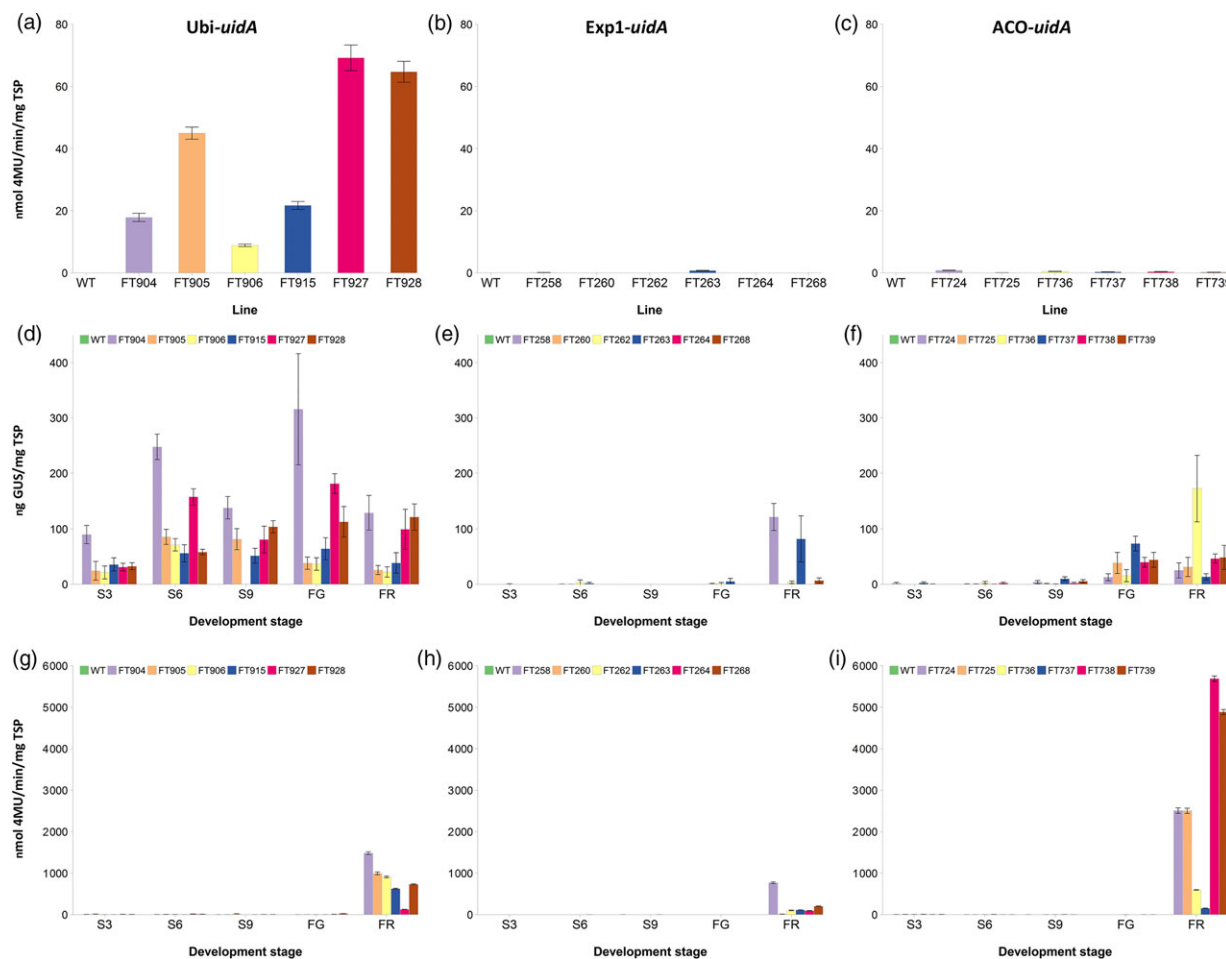 (a) Ubi-uidA
nmol 4MU/min/mg TSP
80
60
40
20
0
WT FT904 FT905 FT906 FT915 FT927 FT928
Line
(b) Exp1-uidA
80
60
40
20
0
WT FT258 FT260 FT262 FT263 FT264 FT268
Line
(c) ACO-uidA
80
60
40
20
0
WT FT724 FT725 FT736 FT737 FT738 FT739
Line
(d)
WT FT904 FT905 FT906 FT915 FT927 FT928
ng GUS/mg TSP
400
300
200
100
0
S3 S6 S9 FG FR
Development stage
(e)
WT FT258 FT260 FT262 FT263 FT264 FT268
400
300
200
100
0
S3 S6 S9 FG FR
Development stage
(f)
WT FT724 FT725 FT736 FT737 FT738 FT739
400
300
200
100
0
S3 S6 S9 FG FR
Development stage
(g)
6000
WT FT904 FT905 FT906 FT915 FT927 FT928
nmol 4MU/min/mg TSP
5000
4000
3000
2000
1000
0
S3 S6 S9 FG FR
Development stage
(h)
6000
WT FT258 FT260 FT262 FT263 FT264 FT268
5000
4000
3000
2000
1000
0
S3 S6 S9 FG FR
Development stage
(i)
6000
WT FT724 FT725 FT736 FT737 FT738 FT739
5000
4000
3000
2000
1000
0
S3 S6 S9 FG FR
Development stage